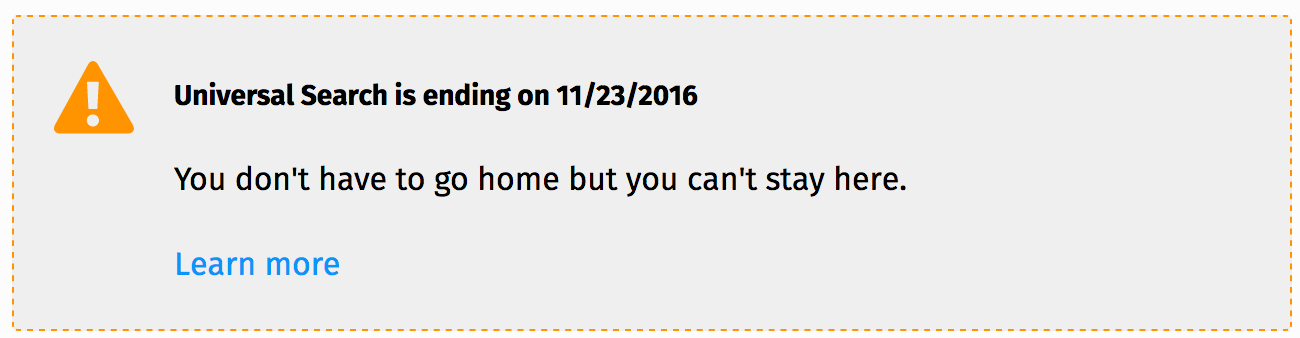 Universal Search is ending on 11/23/2016
You don't have to go home but you can't stay here.
Learn more